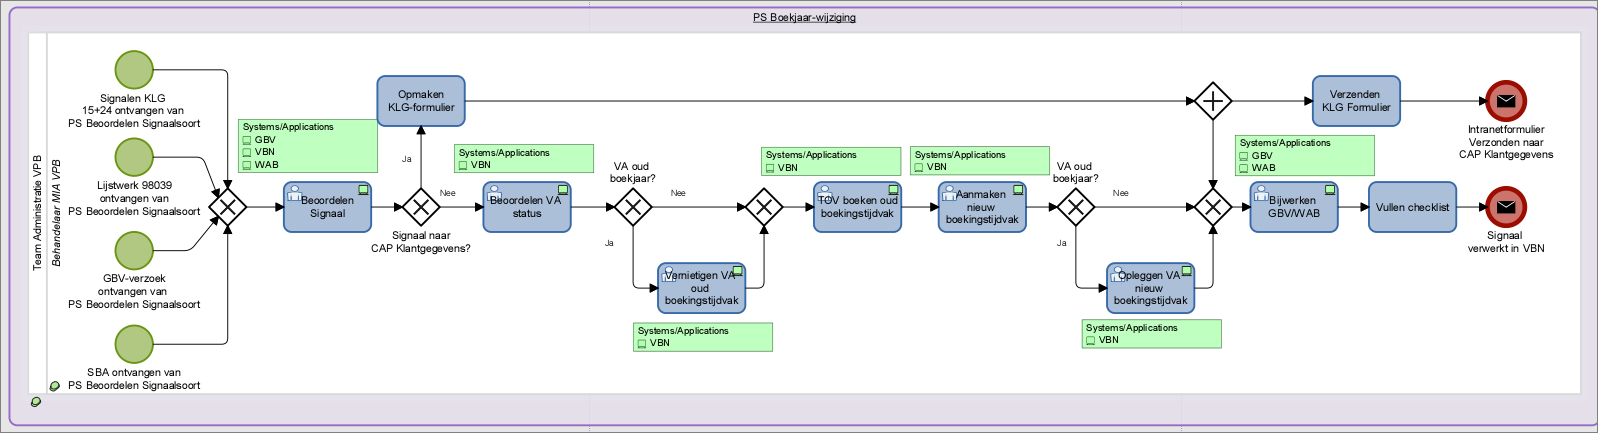 PS Boekjaar-wijziging
Team Administratie VPB
Behandelaar MIA VPB
Signalen KLG
15+24 ontvangen van
PS Beoordelen Signaalsoort
Lijstwerk 98039
ontvangen van
PS Beoordelen Signaalsoort
GBV-verzoek
ontvangen van
PS Beoordelen Signaalsoort
SBA ontvangen van
PS Beoordelen Signaalsoort
Systems/Applications
GBV
VBN
WAB
Beoordelen
Signaal
Opmaken
KLG-formulier
Ja
Nee
Signaal naar
CAP Klantgegevens?
Systems/Applications
VBN
Beoordelen VA
status
VA oud
boekjaar?
Nee
Ja
Vernietigen VA
oud
boekingstijdvak
Systems/Applications
VBN
Systems/Applications
VBN
TCV boeken oud
boekingstijdvak
Systems/Applications
VBN
Aanmaken
nieuw
boekingstijdvak
VA oud
boekjaar?
Nee
Ja
Opleggen VA
nieuw
boekingstijdvak
Systems/Applications
VBN
Systems/Applications
GBV
WAB
Bijwerken
GBV/WAB
Vullen checklist
Verzenden
KLG Formulier
Intranetformulier
Verzonden naar
CAP Klantgegevens
Signaal
verwerkt in VBN